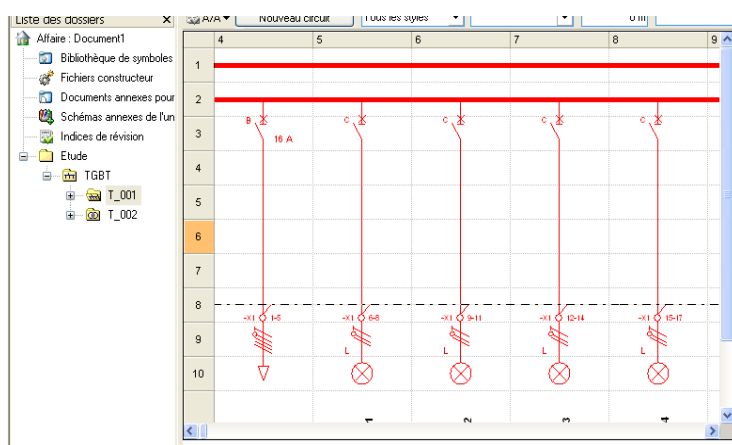 Liste des dossiers
A/A
Nouveau circuit
Tous les styles
0 m
Affaire : Document1
Bibliothèque de symboles
Fichiers constructeur
Documents annexes pour
Schémas annexes de l'un
Indices de révision
Etude
TGBT
T_001
T_002
4 5 6 7 8 9
1
2
B C C C C
3
16 A
4
5
6
7
8
-X1 1-5 -X1 6-8 -X1 9-11 -X1 12-14 -X1 15-17
9
L L L L
10
1 2 3 4